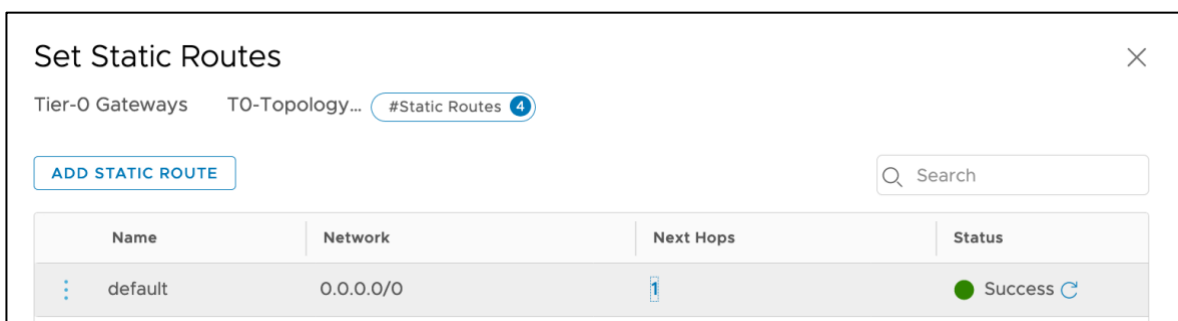 Set Static Routes
Tier-0 Gateways T0-Topology... #Static Routes 4
ADD STATIC ROUTE Search
Name Network Next Hops Status
default 0.0.0.0/0 1 Success